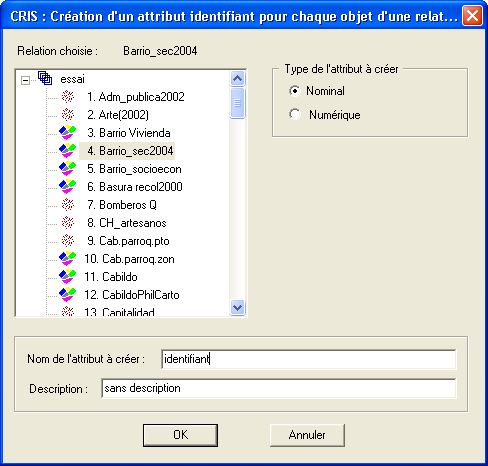 CRIS : Création d'un attribut identifiant pour chaque objet d'une relat...
Relation choisie : Barrio_sec2004
essai
1. Adm_publica2002
2. Arte(2002)
3. Barrio Vivienda
4. Barrio_sec2004
5. Barrio_socioecon
6. Basura recol2000
7. Bomberos Q
8. CH_artesanos
9. Cab.parroq.pto
10. Cab.parroq.zon
11. Cabildo
12. CabildoPhilCarto
13. Capitalidad
Type de l'attribut à créer
Nominal
Numérique
Nom de l'attribut à créer : identifiant
Description : sans description
OK
Annuler